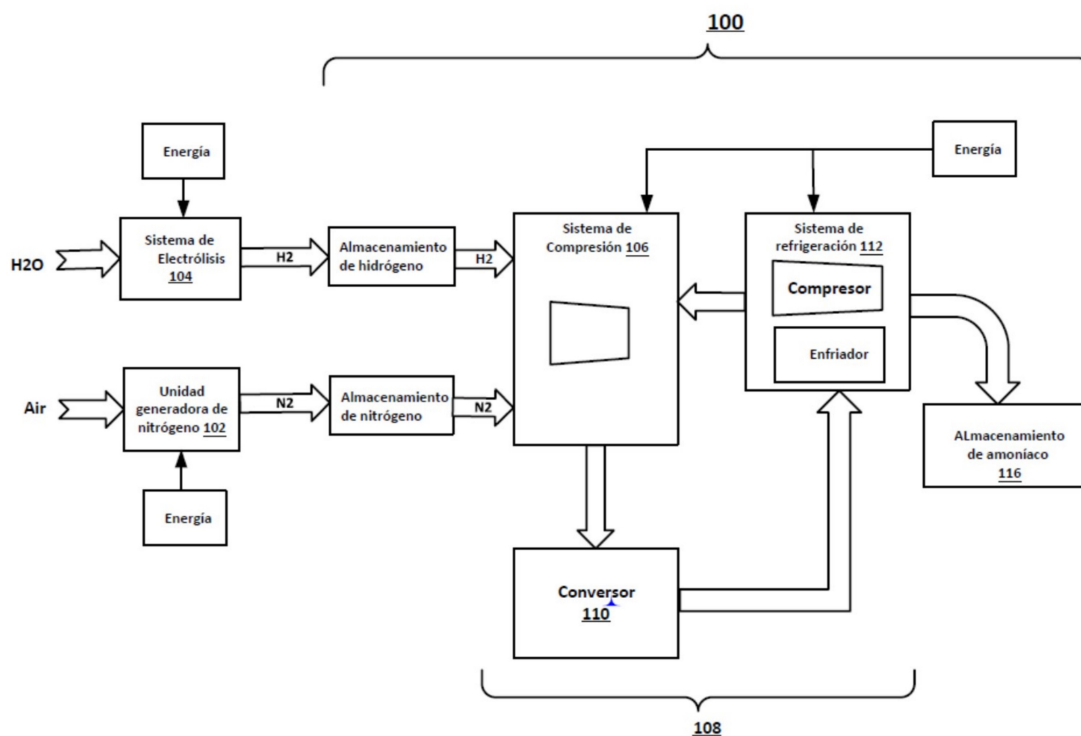 100
Energía
Energía
H2O
Sistema de
Electrólisis
104
H2
Almacenamiento
de hidrógeno
H2
Sistema de
Compresión 106
Sistema de
refrigeración 112
Compresor
Enfriador
Air
Unidad
generadora de
nitrógeno 102
N2
Almacenamiento
de nitrógeno
N2
ALmacenamiento
de amoníaco
116
Energía
Conversor
110
108